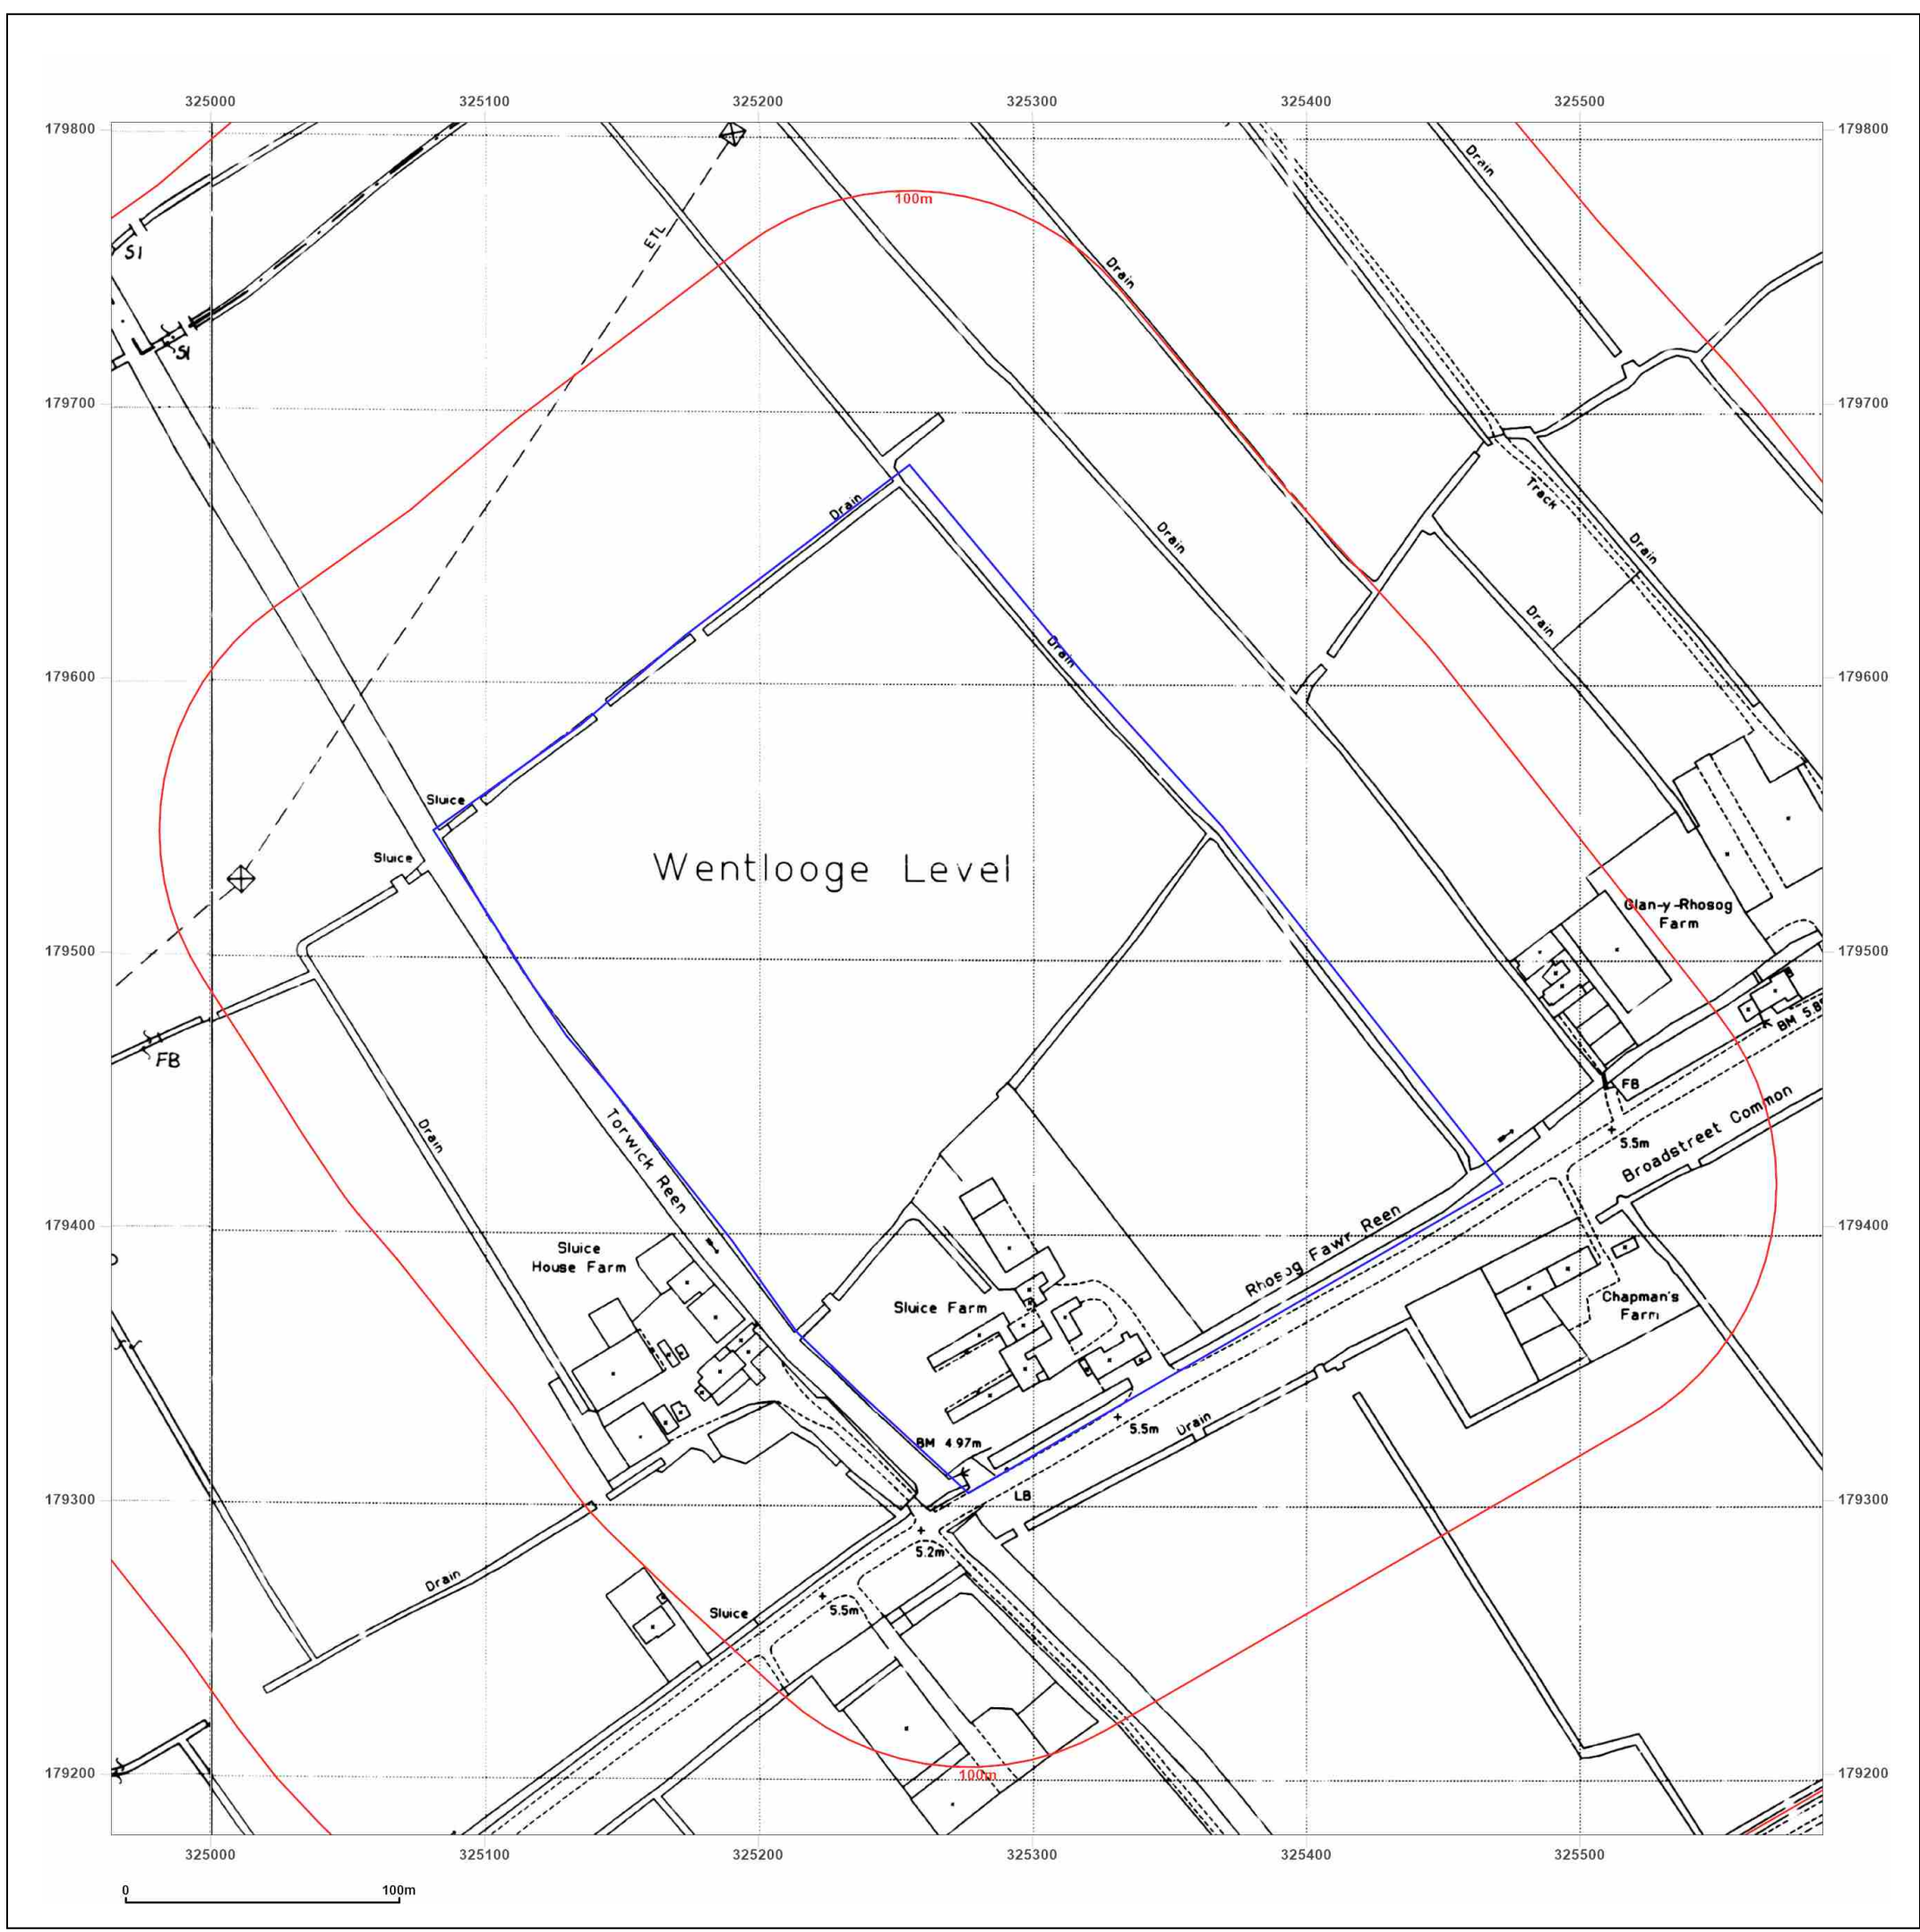 325000 325100 325200 325300 325400 325500
179800 179800
Drain
100m
ETL
SI
Drain
SI
179700 179700
Drain
Track
Drain
Drain
Drain
Drain
179600 179600
Sluice
Sluice
Wentlooge Level
Glan-y-Rhosog
Farm
179500 179500
BM 5.8
FB
FB
Drain
Torwick Reen
5.5m
Broadstreet Common
179400 179400
Rhosog Fawr Reen
Sluice
House Farm
Sluice Farm
Chapman's
Farm
5.5m
Drain
BM 4.97m
LB
179300 179300
5.2m
Drain
Sluice
5.5m
179200 179200
100m
325000 325100 325200 325300 325400 325500
0 100m